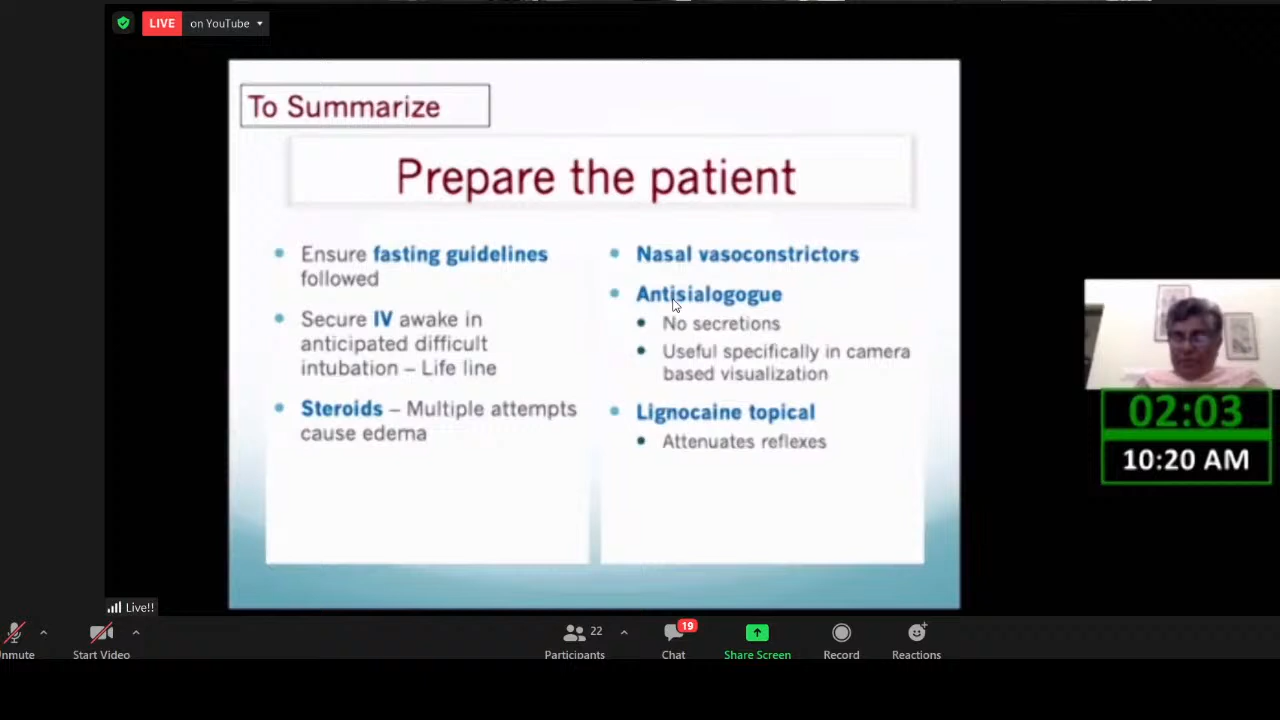 LIVE on YouTube
To Summarize
Prepare the patient
Ensure fasting guidelines
followed
Secure IV awake in
anticipated difficult
intubation – Life line
Steroids – Multiple attempts
cause edema
Nasal vasoconstrictors
Antisialogogue
No secretions
Useful specifically in camera
based visualization
Lignocaine topical
Attenuates reflexes
02:03
10:20 AM
Live!!
22
19
nmute
Start Video
Participants
Chat
Share Screen
Record
Reactions